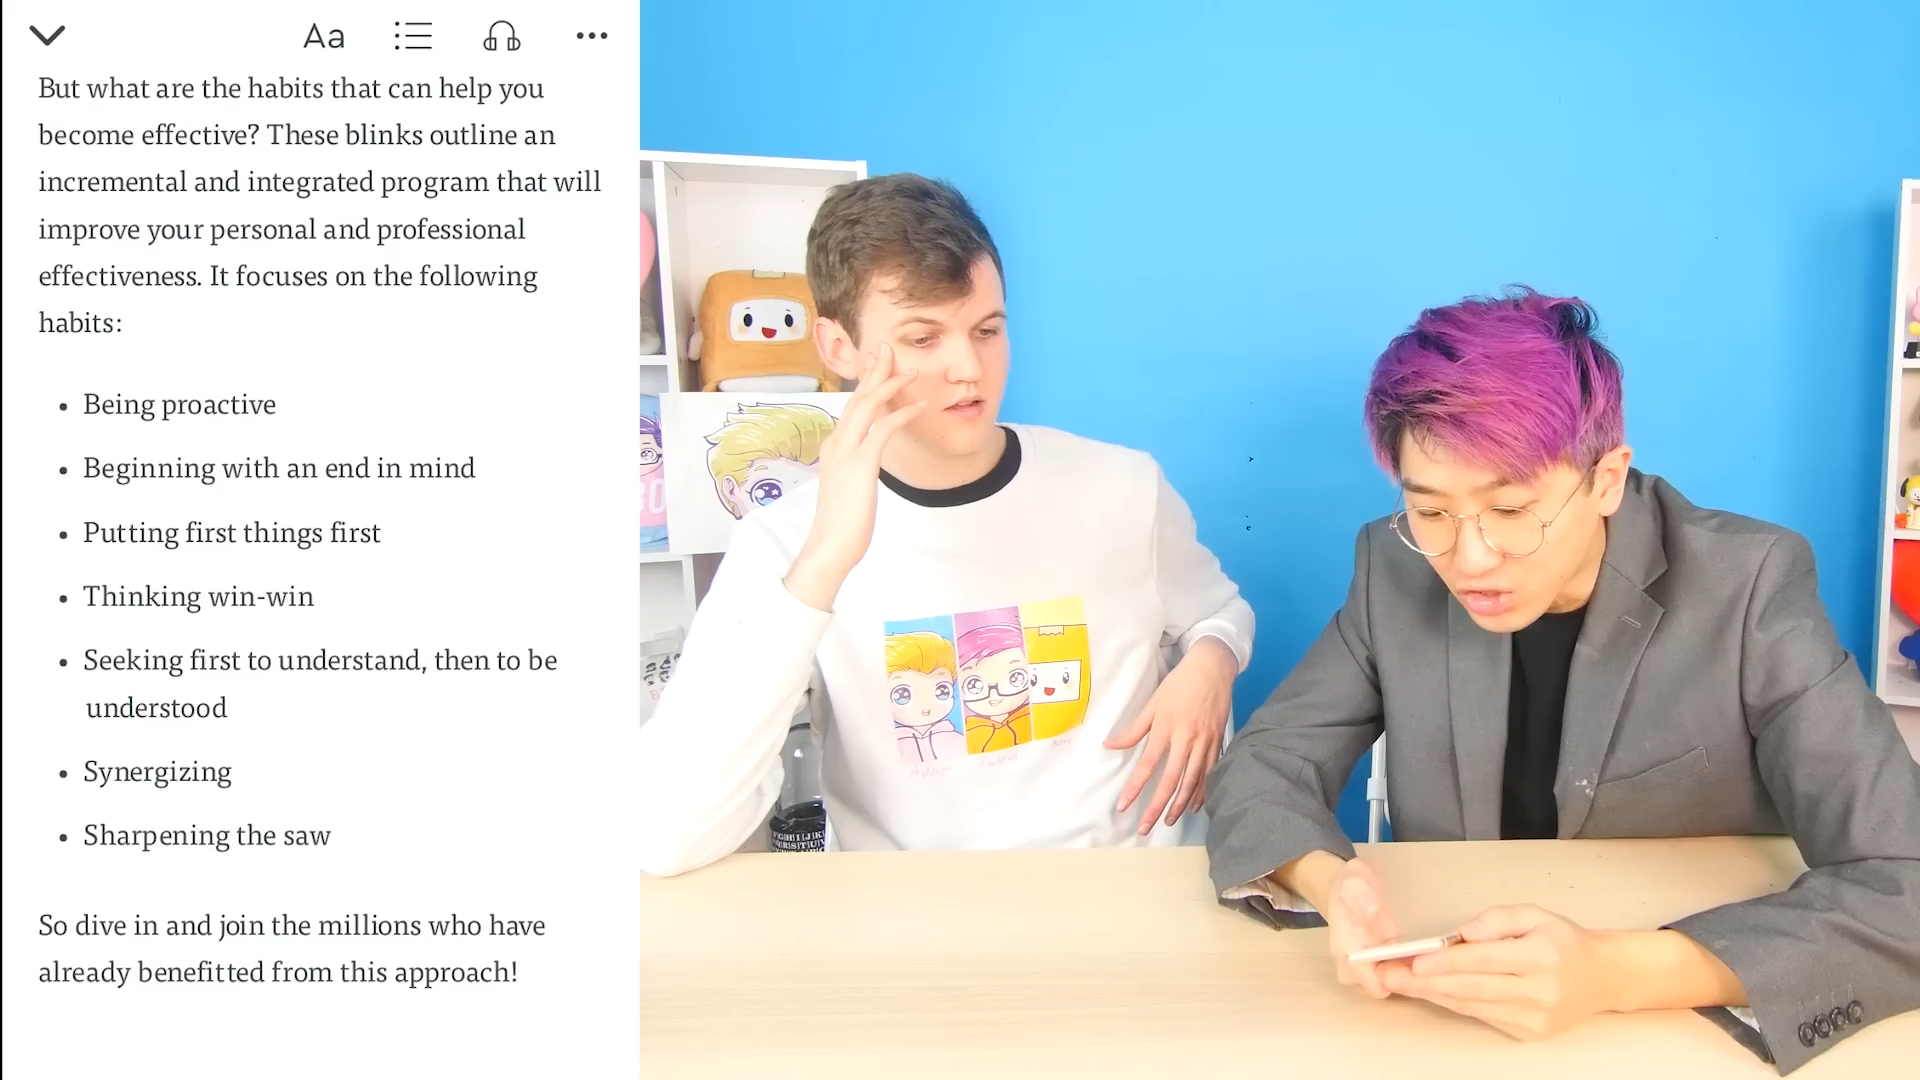 Aa
But what are the habits that can help you
become effective? These blinks outline an
incremental and integrated program that will
improve your personal and professional
effectiveness. It focuses on the following
habits:
• Being proactive
• Beginning with an end in mind
• Putting first things first
• Thinking win-win
• Seeking first to understand, then to be
understood
• Synergizing
• Sharpening the saw
So dive in and join the millions who have
already benefitted from this approach!
Adam